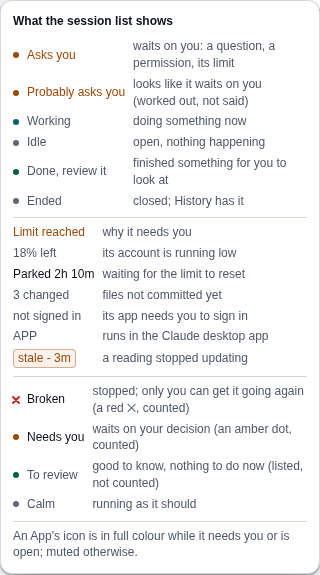 What the session list shows
Asks you
waits on you: a question, a
permission, its limit
Probably asks you
looks like it waits on you
(worked out, not said)
Working
doing something now
Idle
open, nothing happening
Done, review it
finished something for you to
look at
Ended
closed; History has it
Limit reached
why it needs you
18% left
its account is running low
Parked 2h 10m
waiting for the limit to reset
3 changed
files not committed yet
not signed in
its app needs you to sign in
APP
runs in the Claude desktop app
stale - 3m
a reading stopped updating
Broken
stopped; only you can get it going again
(a red ✕, counted)
Needs you
waits on your decision (an amber dot,
counted)
To review
good to know, nothing to do now (listed,
not counted)
Calm
running as it should
An App's icon is in full colour while it needs you or is
open; muted otherwise.